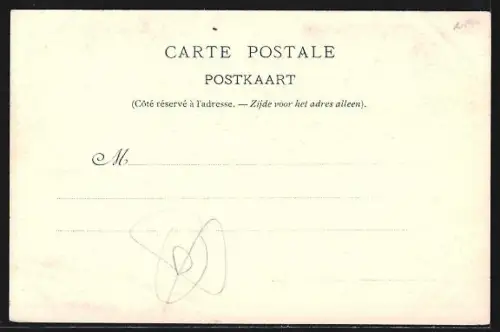 CARTE POSTALE
POSTKAART
(Côté réservé à l'adresse. — Zijde voor het adres alleen).
M